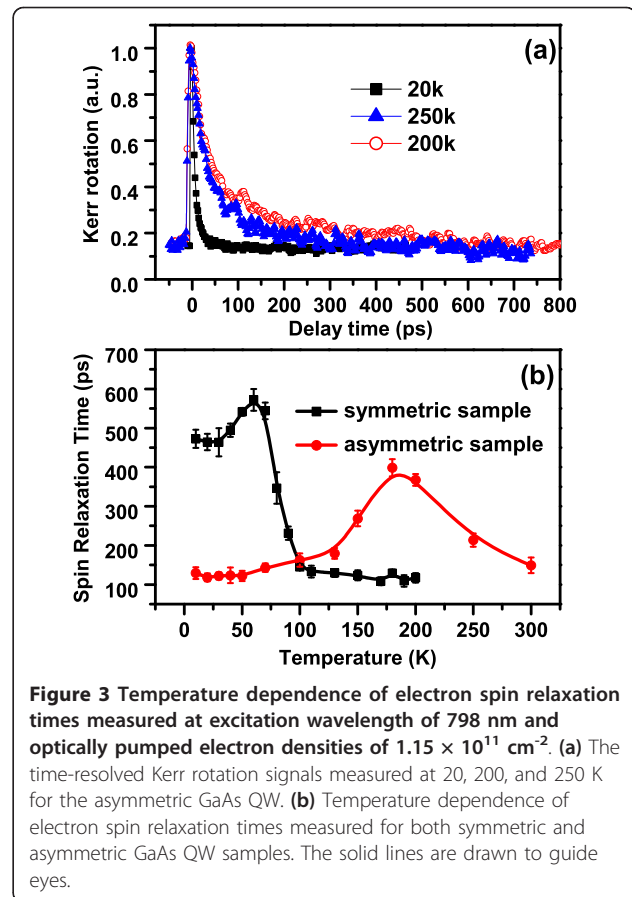 (a)
1.0
0.8
0.6
0.4
0.2
0.0
Kerr rotation (a.u.)
20k
250k
200k
0 100 200 300 400 500 600 700 800
Delay time (ps)
(b)
700
600
500
400
300
200
100
Spin Relaxation Time (ps)
symmetric sample
asymmetric sample
0 50 100 150 200 250 300
Temperature (K)
Figure 3 Temperature dependence of electron spin relaxation
times measured at excitation wavelength of 798 nm and
optically pumped electron densities of 1.15 × 10¹¹ cm⁻². (a) The
time-resolved Kerr rotation signals measured at 20, 200, and 250 K
for the asymmetric GaAs QW. (b) Temperature dependence of
electron spin relaxation times measured for both symmetric and
asymmetric GaAs QW samples. The solid lines are drawn to guide
eyes.